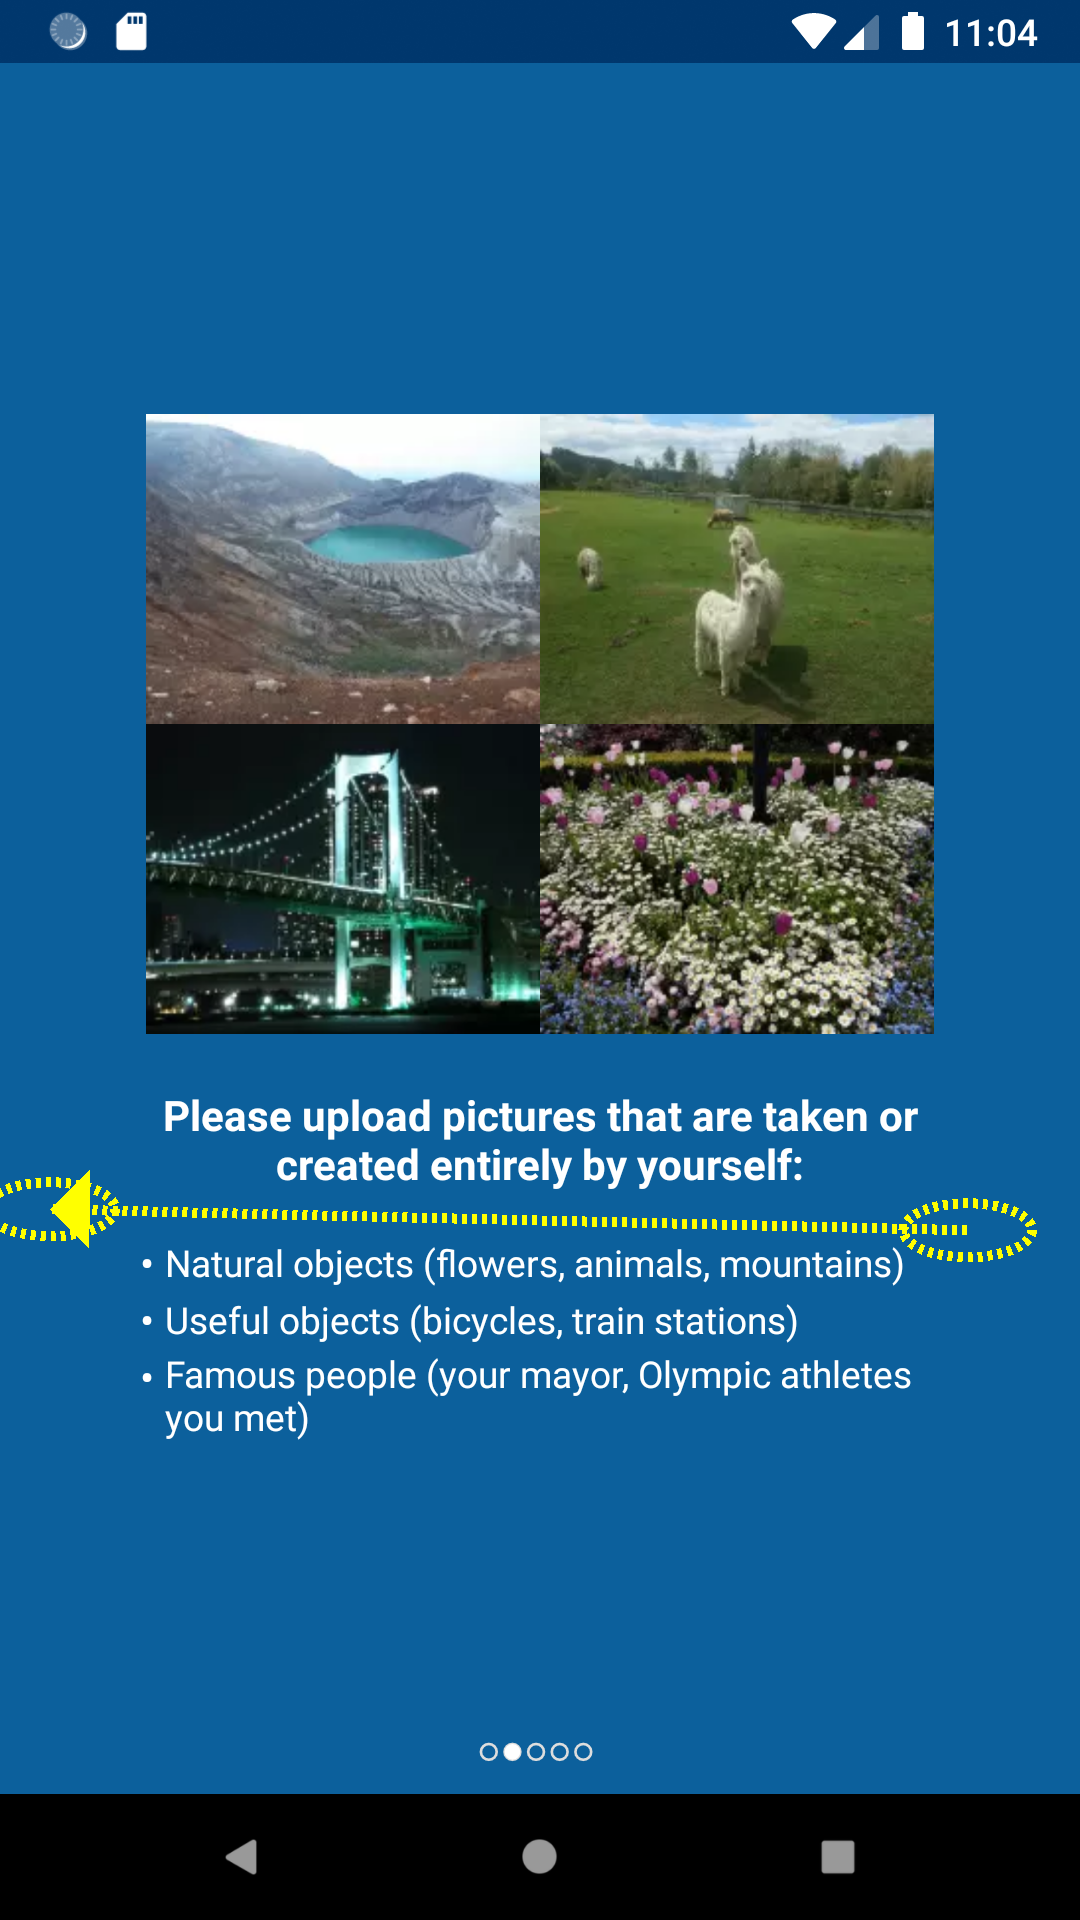 11:04
Please upload pictures that are taken or
created entirely by yourself:
• Natural objects (flowers, animals, mountains)
• Useful objects (bicycles, train stations)
• Famous people (your mayor, Olympic athletes
you met)